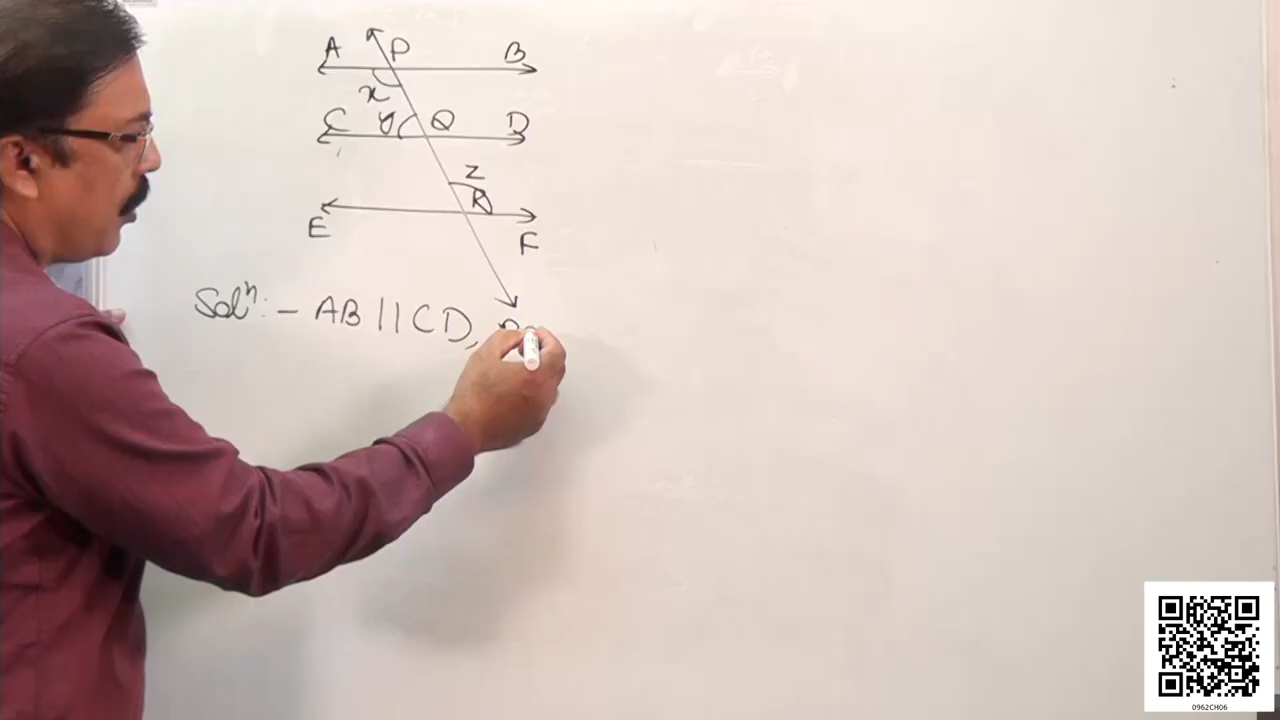 A P B
x
C y Q D
z
R
E F
Solⁿ:- AB || CD,
0962CH06